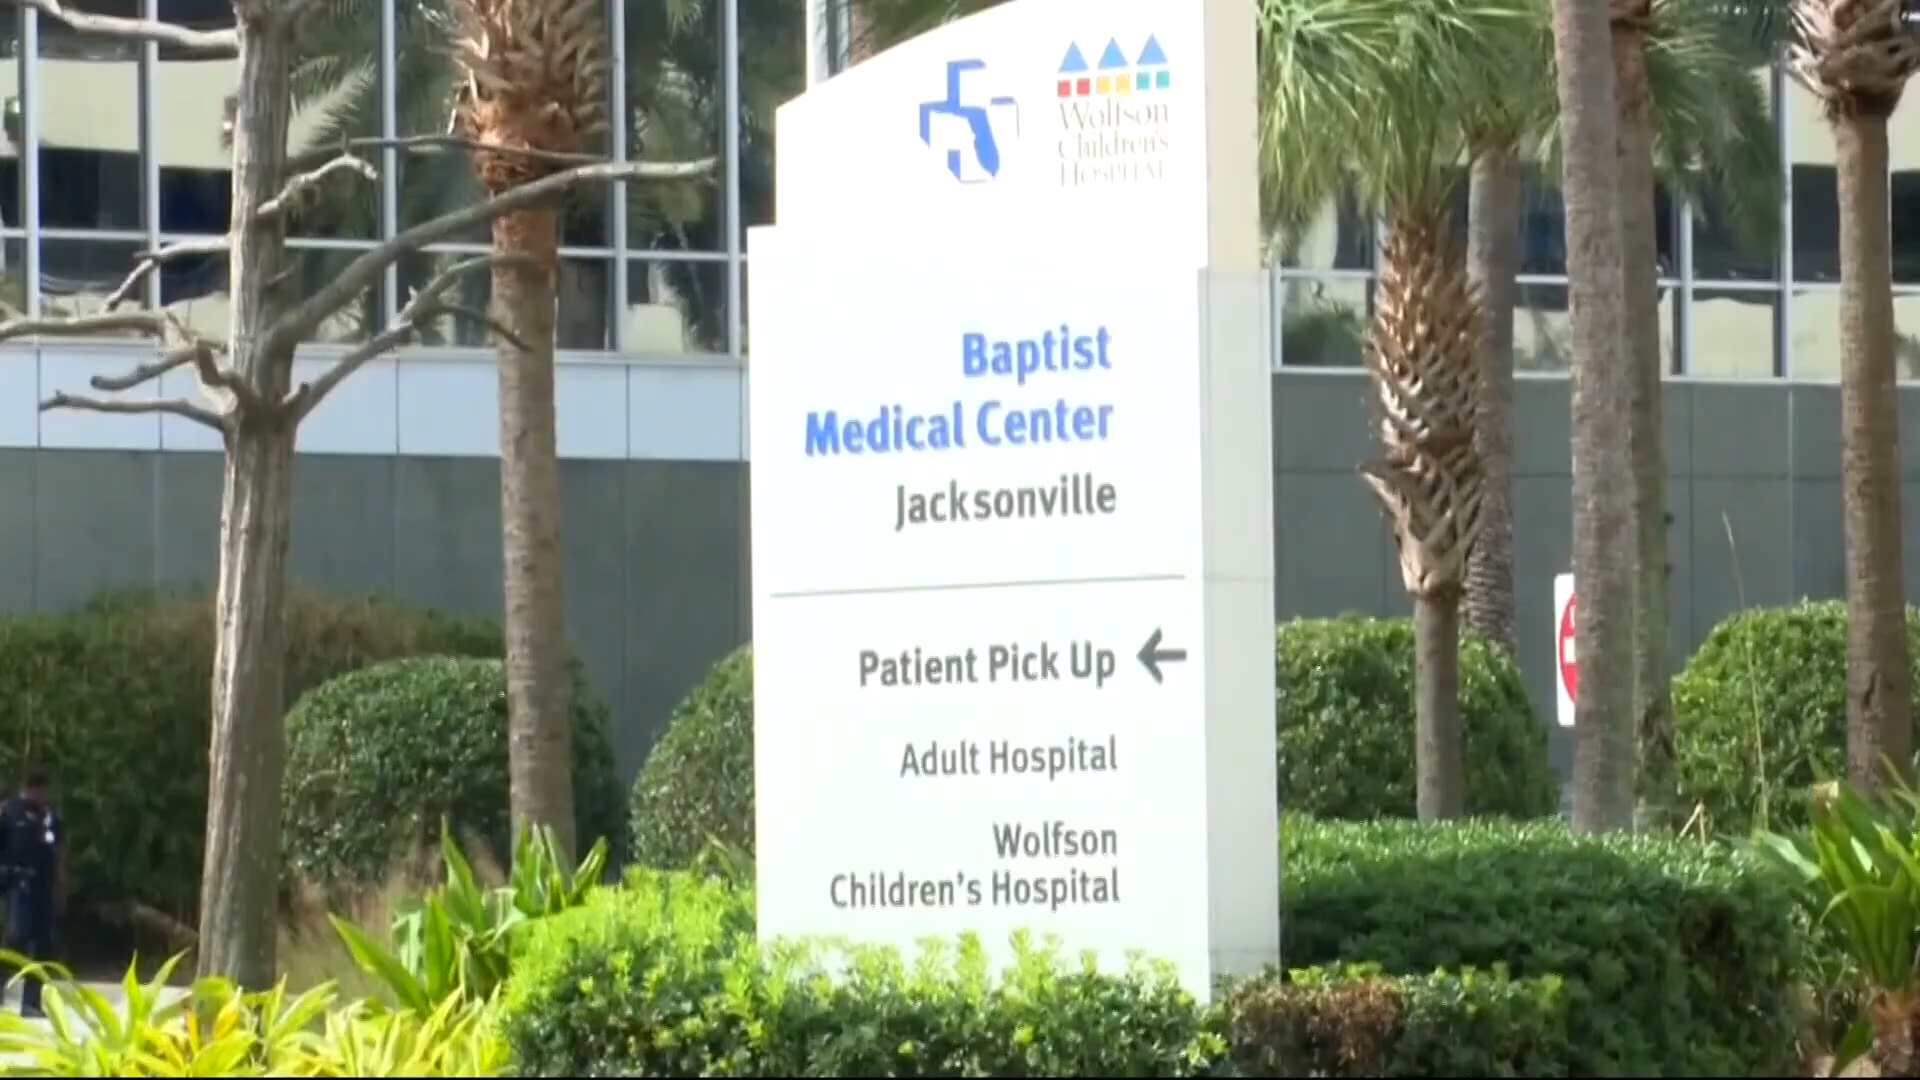 Wolfson
Children's
Hospital
Baptist
Medical Center
Jacksonville
Patient Pick Up
Adult Hospital
Wolfson
Children's Hospital